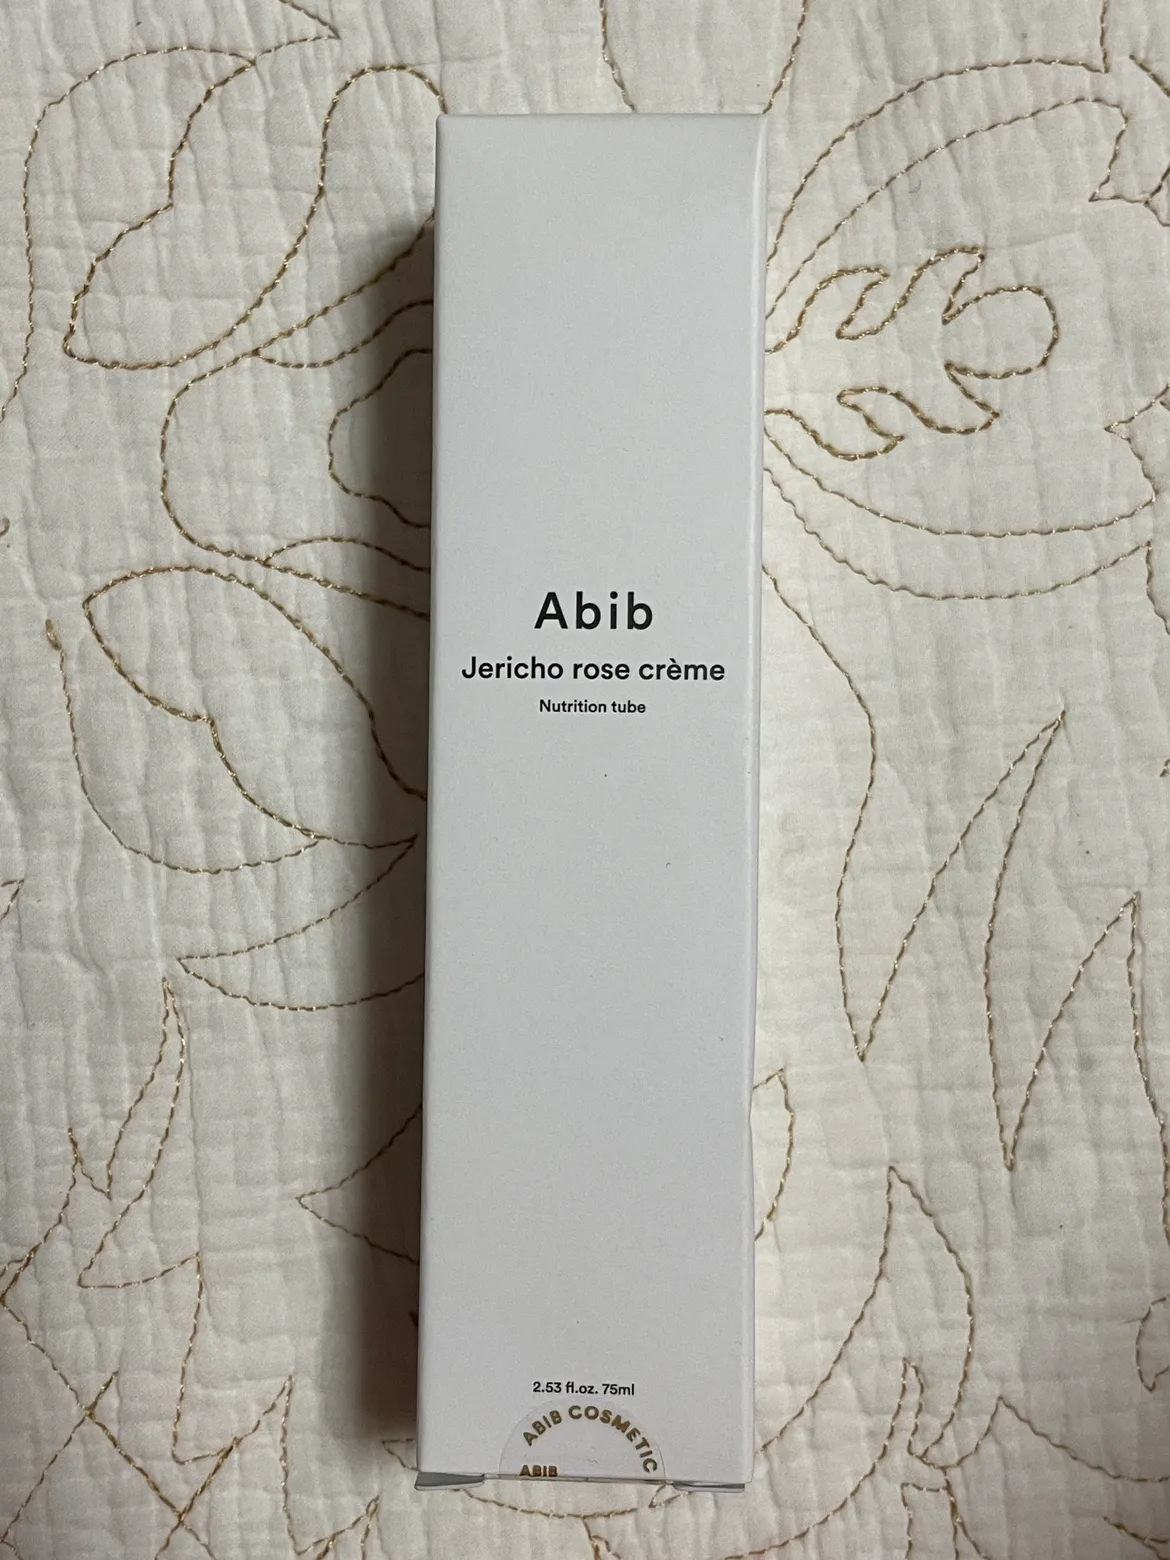 Abib
Jericho rose crème
Nutrition tube
2.53 fl.oz. 75ml
ABIB COSMETIC
ABIB